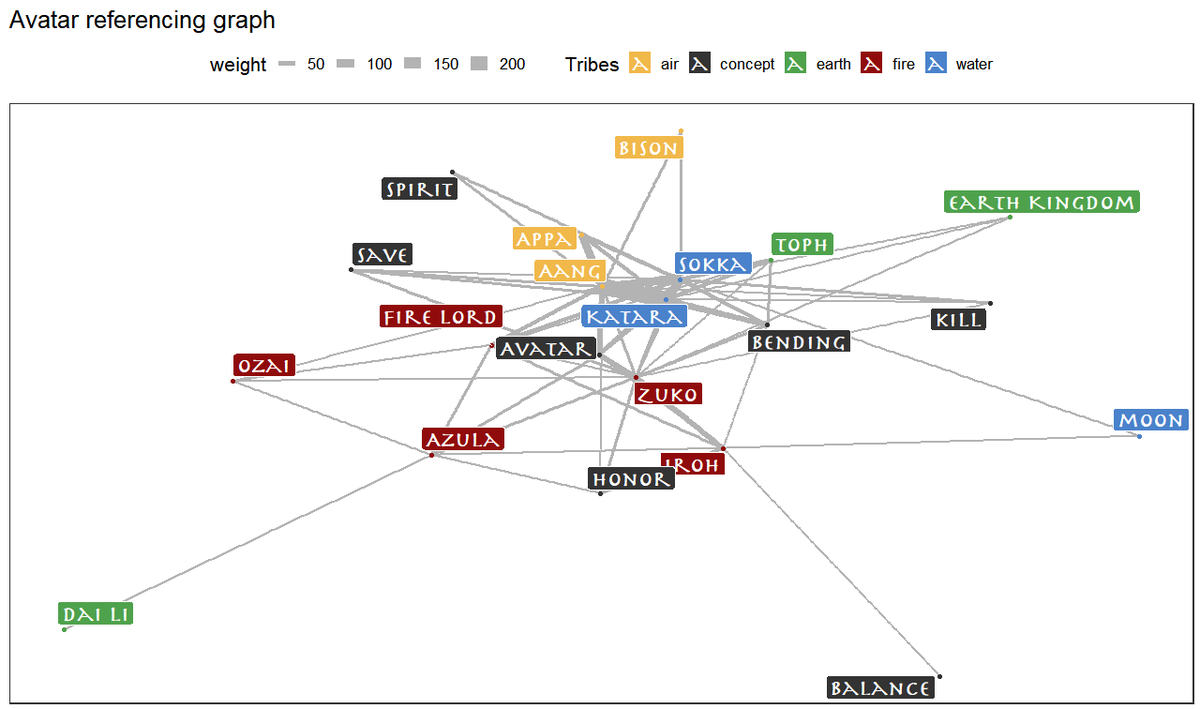 Avatar referencing graph
weight 50 100 150 200 Tribes A air A concept A earth A fire A water
BISON
SPIRIT
EARTH KINGDOM
APPA
TOPH
SAVE
SOKKA
AANG
FIRE LORD
KATARA
KILL
BENDING
AVATAR
OZAI
ZUKO
MOON
AZULA
IROH
HONOR
DAI LI
BALANCE